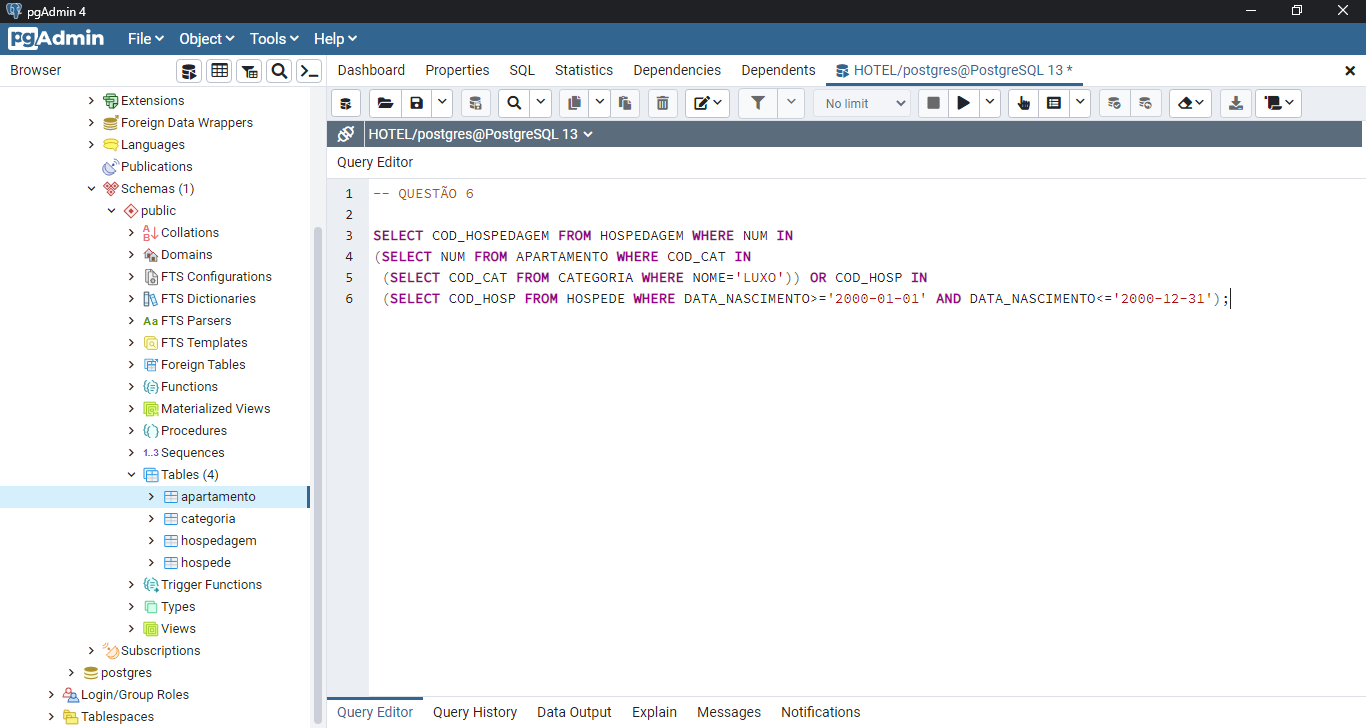 pgAdmin 4
pgAdmin File Object Tools Help
Browser
Dashboard Properties SQL Statistics Dependencies Dependents HOTEL/postgres@PostgreSQL 13 *
No limit
HOTEL/postgres@PostgreSQL 13
Query Editor
Extensions
Foreign Data Wrappers
Languages
Publications
Schemas (1)
public
Collations
Domains
FTS Configurations
FTS Dictionaries
Aa FTS Parsers
FTS Templates
Foreign Tables
Functions
Materialized Views
Procedures
1..3 Sequences
Tables (4)
apartamento
categoria
hospedagem
hospede
Trigger Functions
Types
Views
Subscriptions
postgres
Login/Group Roles
Tablespaces
1 -- QUESTÃO 6
2
3 SELECT COD_HOSPEDAGEM FROM HOSPEDAGEM WHERE NUM IN
4 (SELECT NUM FROM APARTAMENTO WHERE COD_CAT IN
5 (SELECT COD_CAT FROM CATEGORIA WHERE NOME='LUXO')) OR COD_HOSP IN
6 (SELECT COD_HOSP FROM HOSPEDE WHERE DATA_NASCIMENTO>='2000-01-01' AND DATA_NASCIMENTO<='2000-12-31');
Query Editor Query History Data Output Explain Messages Notifications